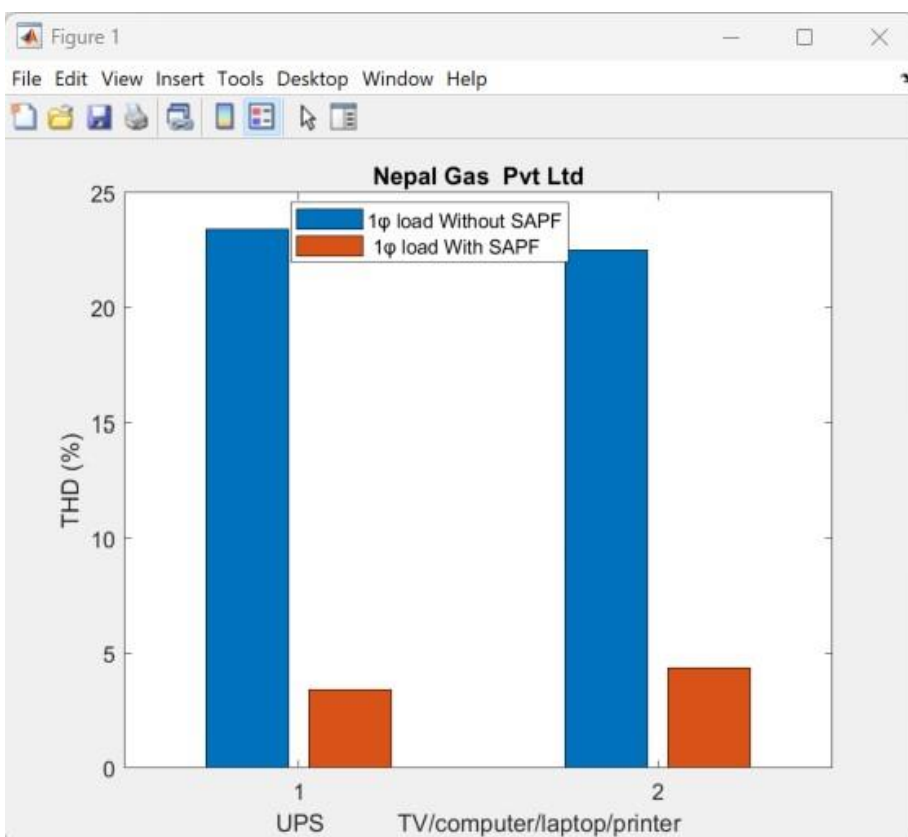 Figure 1
File Edit View Insert Tools Desktop Window Help
Nepal Gas  Pvt Ltd
1φ load Without SAPF
1φ load With SAPF
THD (%)
25
20
15
10
5
0
1 2
UPS TV/computer/laptop/printer